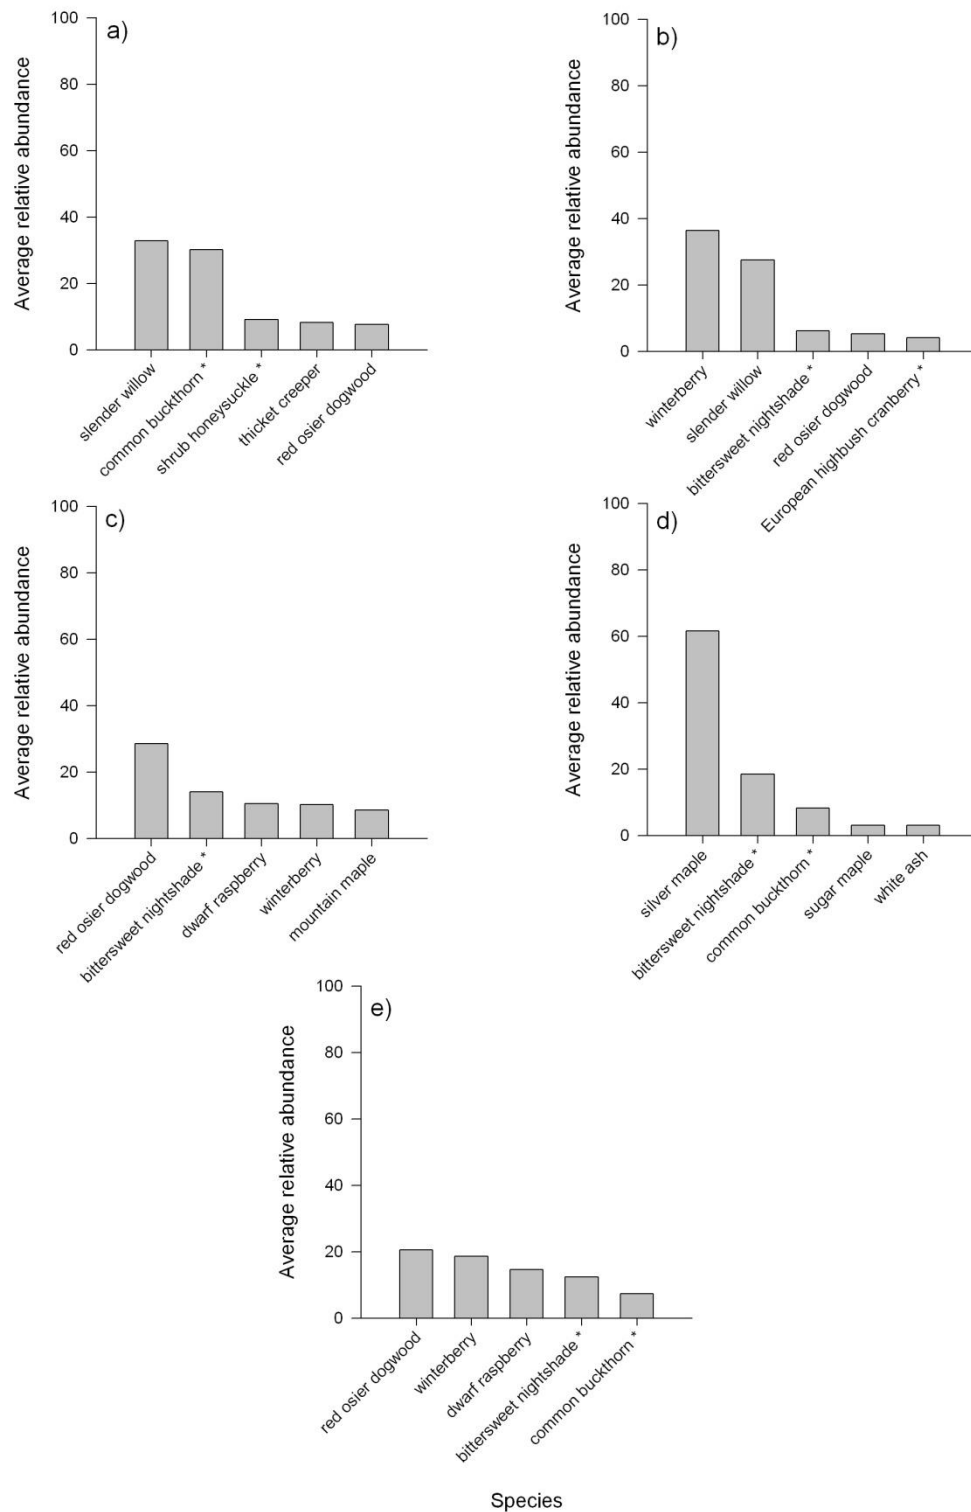 a)
100
80
60
40
20
0
Average relative abundance
slender willow
common buckthorn *
shrub honeysuckle *
thicket creeper
red osier dogwood
b)
100
80
60
40
20
0
Average relative abundance
winterberry
slender willow
bittersweet nightshade *
red osier dogwood
European highbush cranberry *
c)
100
80
60
40
20
0
Average relative abundance
red osier dogwood
bittersweet nightshade *
dwarf raspberry
winterberry
mountain maple
d)
100
80
60
40
20
0
Average relative abundance
silver maple
bittersweet nightshade *
common buckthorn *
sugar maple
white ash
e)
100
80
60
40
20
0
Average relative abundance
red osier dogwood
winterberry
dwarf raspberry
bittersweet nightshade *
common buckthorn *
Species